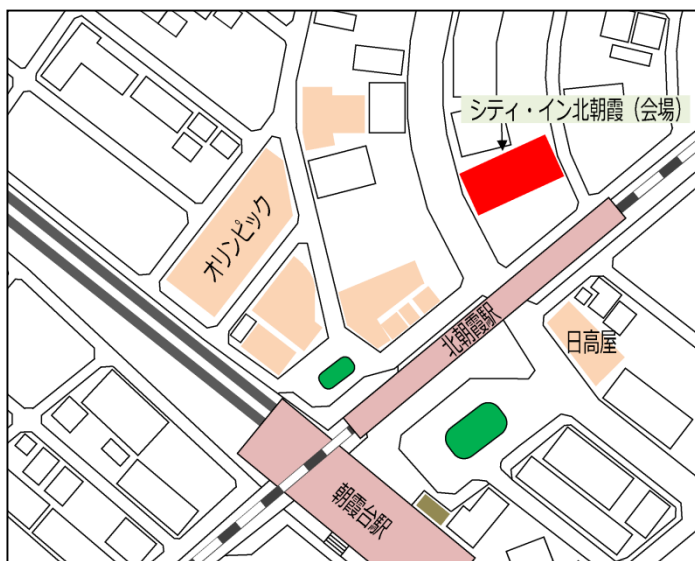 シティ・イン北朝霞（会場）
オリンピック
北朝霞駅
日高屋
朝霞台駅